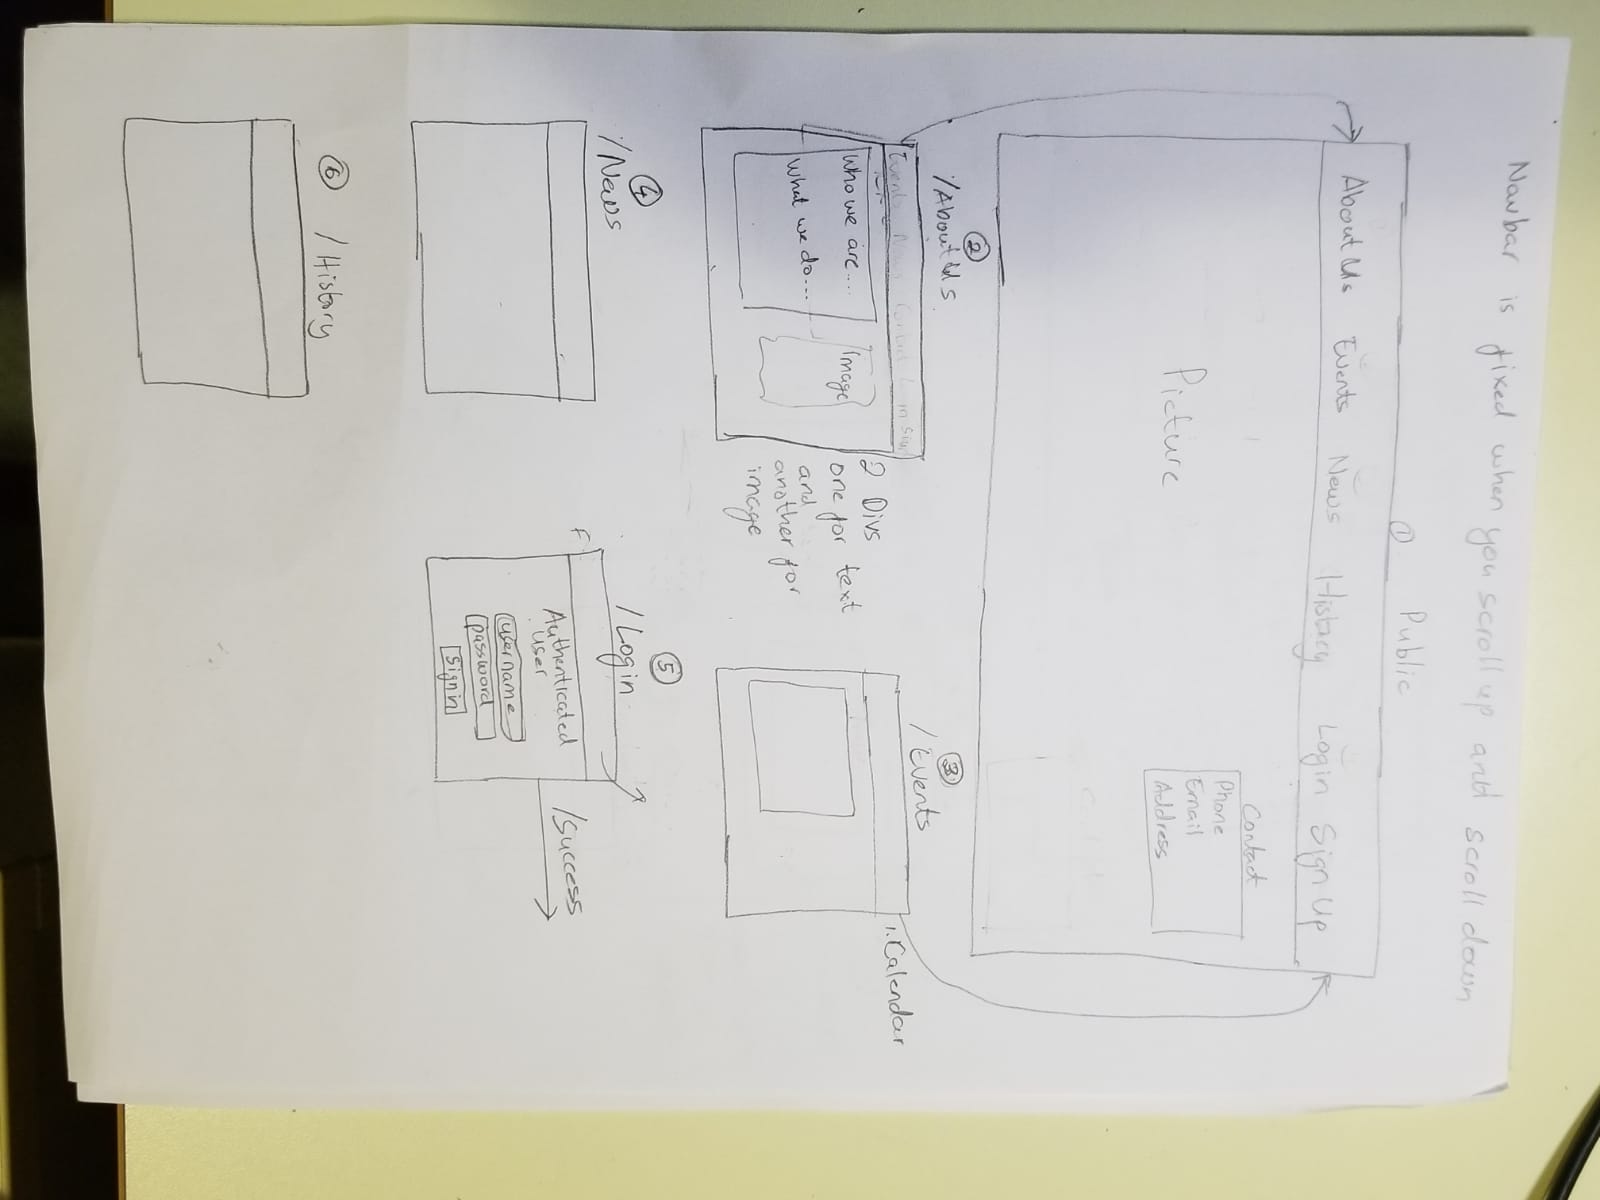 Navbar is fixed when you scroll up and scroll down
① Public
About Us Events News History Login Sign Up
Contact
Phone
Email
Address
Picture
②
/About Us
Events News Contact
Who we are....
What we do...
Image
2 Divs
one for text
and
another for
image
③
/Events
1. Calendar
④
/News
⑤
/Login
F
Authenticated
user
username
password
Sign in
/Success
⑥ /History